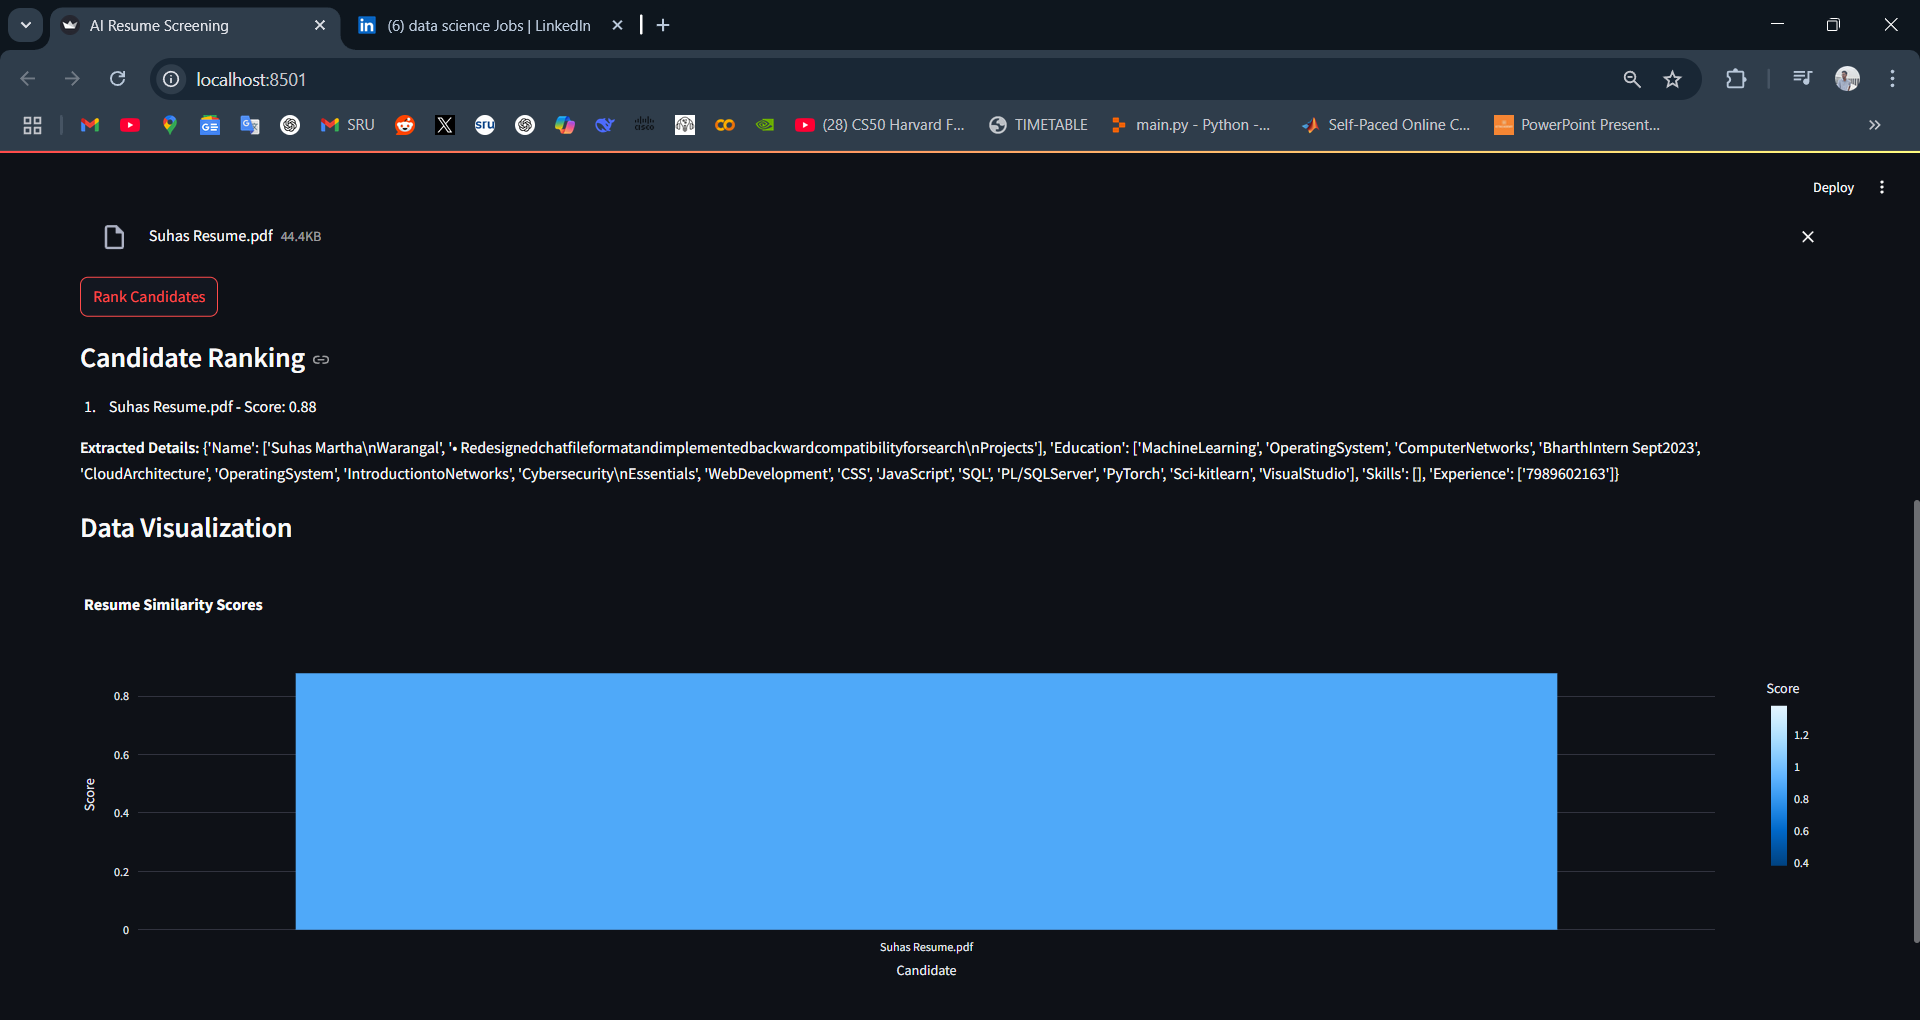 AI Resume Screening
(6) data science Jobs | LinkedIn
localhost:8501
SRU
sru
(28) CS50 Harvard F...
TIMETABLE
main.py - Python -...
Self-Paced Online C...
PowerPoint Present...
Deploy
Suhas Resume.pdf 44.4KB
Rank Candidates
Candidate Ranking
1. Suhas Resume.pdf - Score: 0.88
Extracted Details: {'Name': ['Suhas Martha\nWarangal', '• Redesignedchatfileformatandimplementedbackwardcompatibilityforsearch\nProjects'], 'Education': ['MachineLearning', 'OperatingSystem', 'ComputerNetworks', 'BharthIntern Sept2023',
'CloudArchitecture', 'OperatingSystem', 'IntroductiontoNetworks', 'Cybersecurity\nEssentials', 'WebDevelopment', 'CSS', 'JavaScript', 'SQL', 'PL/SQLServer', 'PyTorch', 'Sci-kitlearn', 'VisualStudio'], 'Skills': [], 'Experience': ['7989602163']}
Data Visualization
Resume Similarity Scores
0.8
0.6
0.4
0.2
0
Score
Suhas Resume.pdf
Candidate
Score
1.2
1
0.8
0.6
0.4